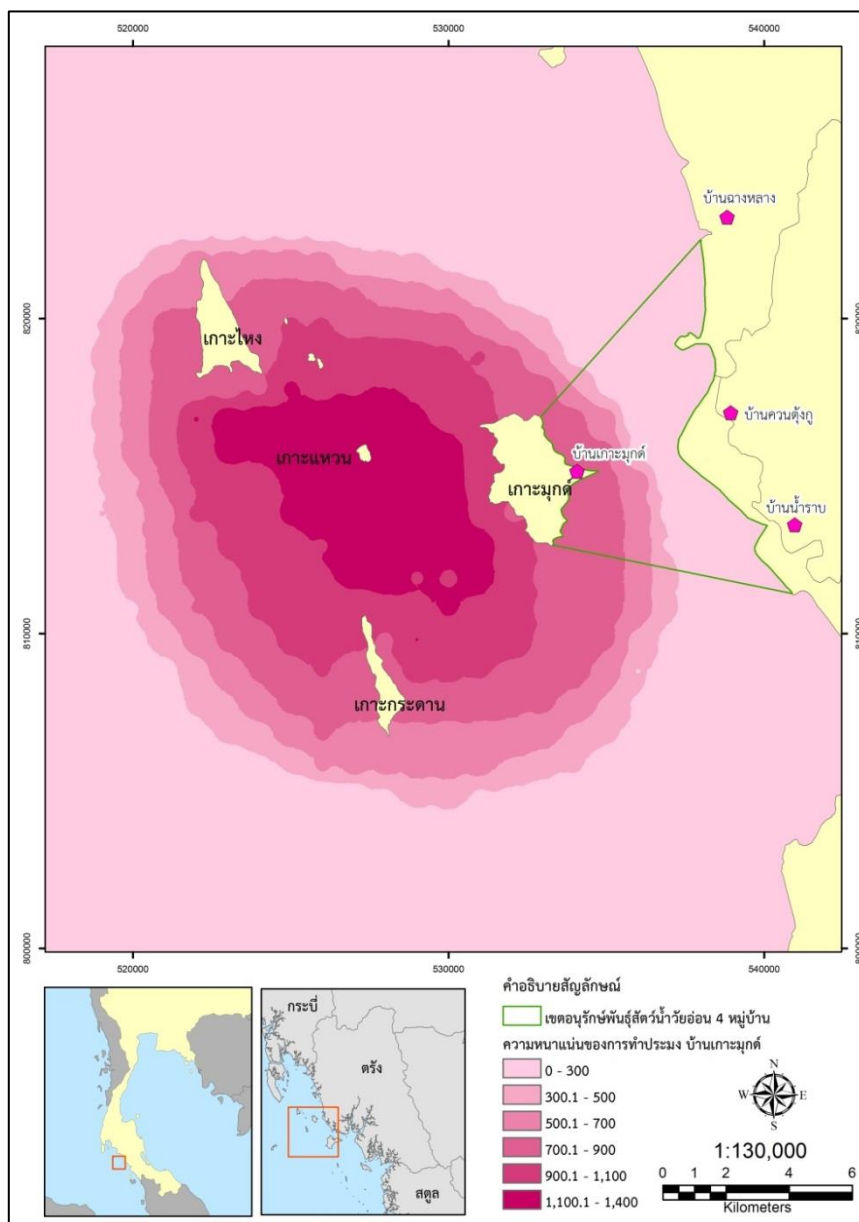 520000
530000
540000
820000
820000
810000
810000
800000
800000
บ้านฉางหลาง
เกาะไหง
บ้านควนตุ้งกู
เกาะแหวน
บ้านเกาะมุกด์
เกาะมุกด์
บ้านน้ำราบ
เกาะกระดาน
520000
530000
540000
กระบี่
ตรัง
สตูล
คำอธิบายสัญลักษณ์
เขตอนุรักษ์พันธุ์สัตว์น้ำวัยอ่อน 4 หมู่บ้าน
ความหนาแน่นของการทำประมง บ้านเกาะมุกด์
0 - 300
300.1 - 500
500.1 - 700
700.1 - 900
900.1 - 1,100
1,100.1 - 1,400
N
W
E
S
1:130,000
0 1 2 4 6
Kilometers